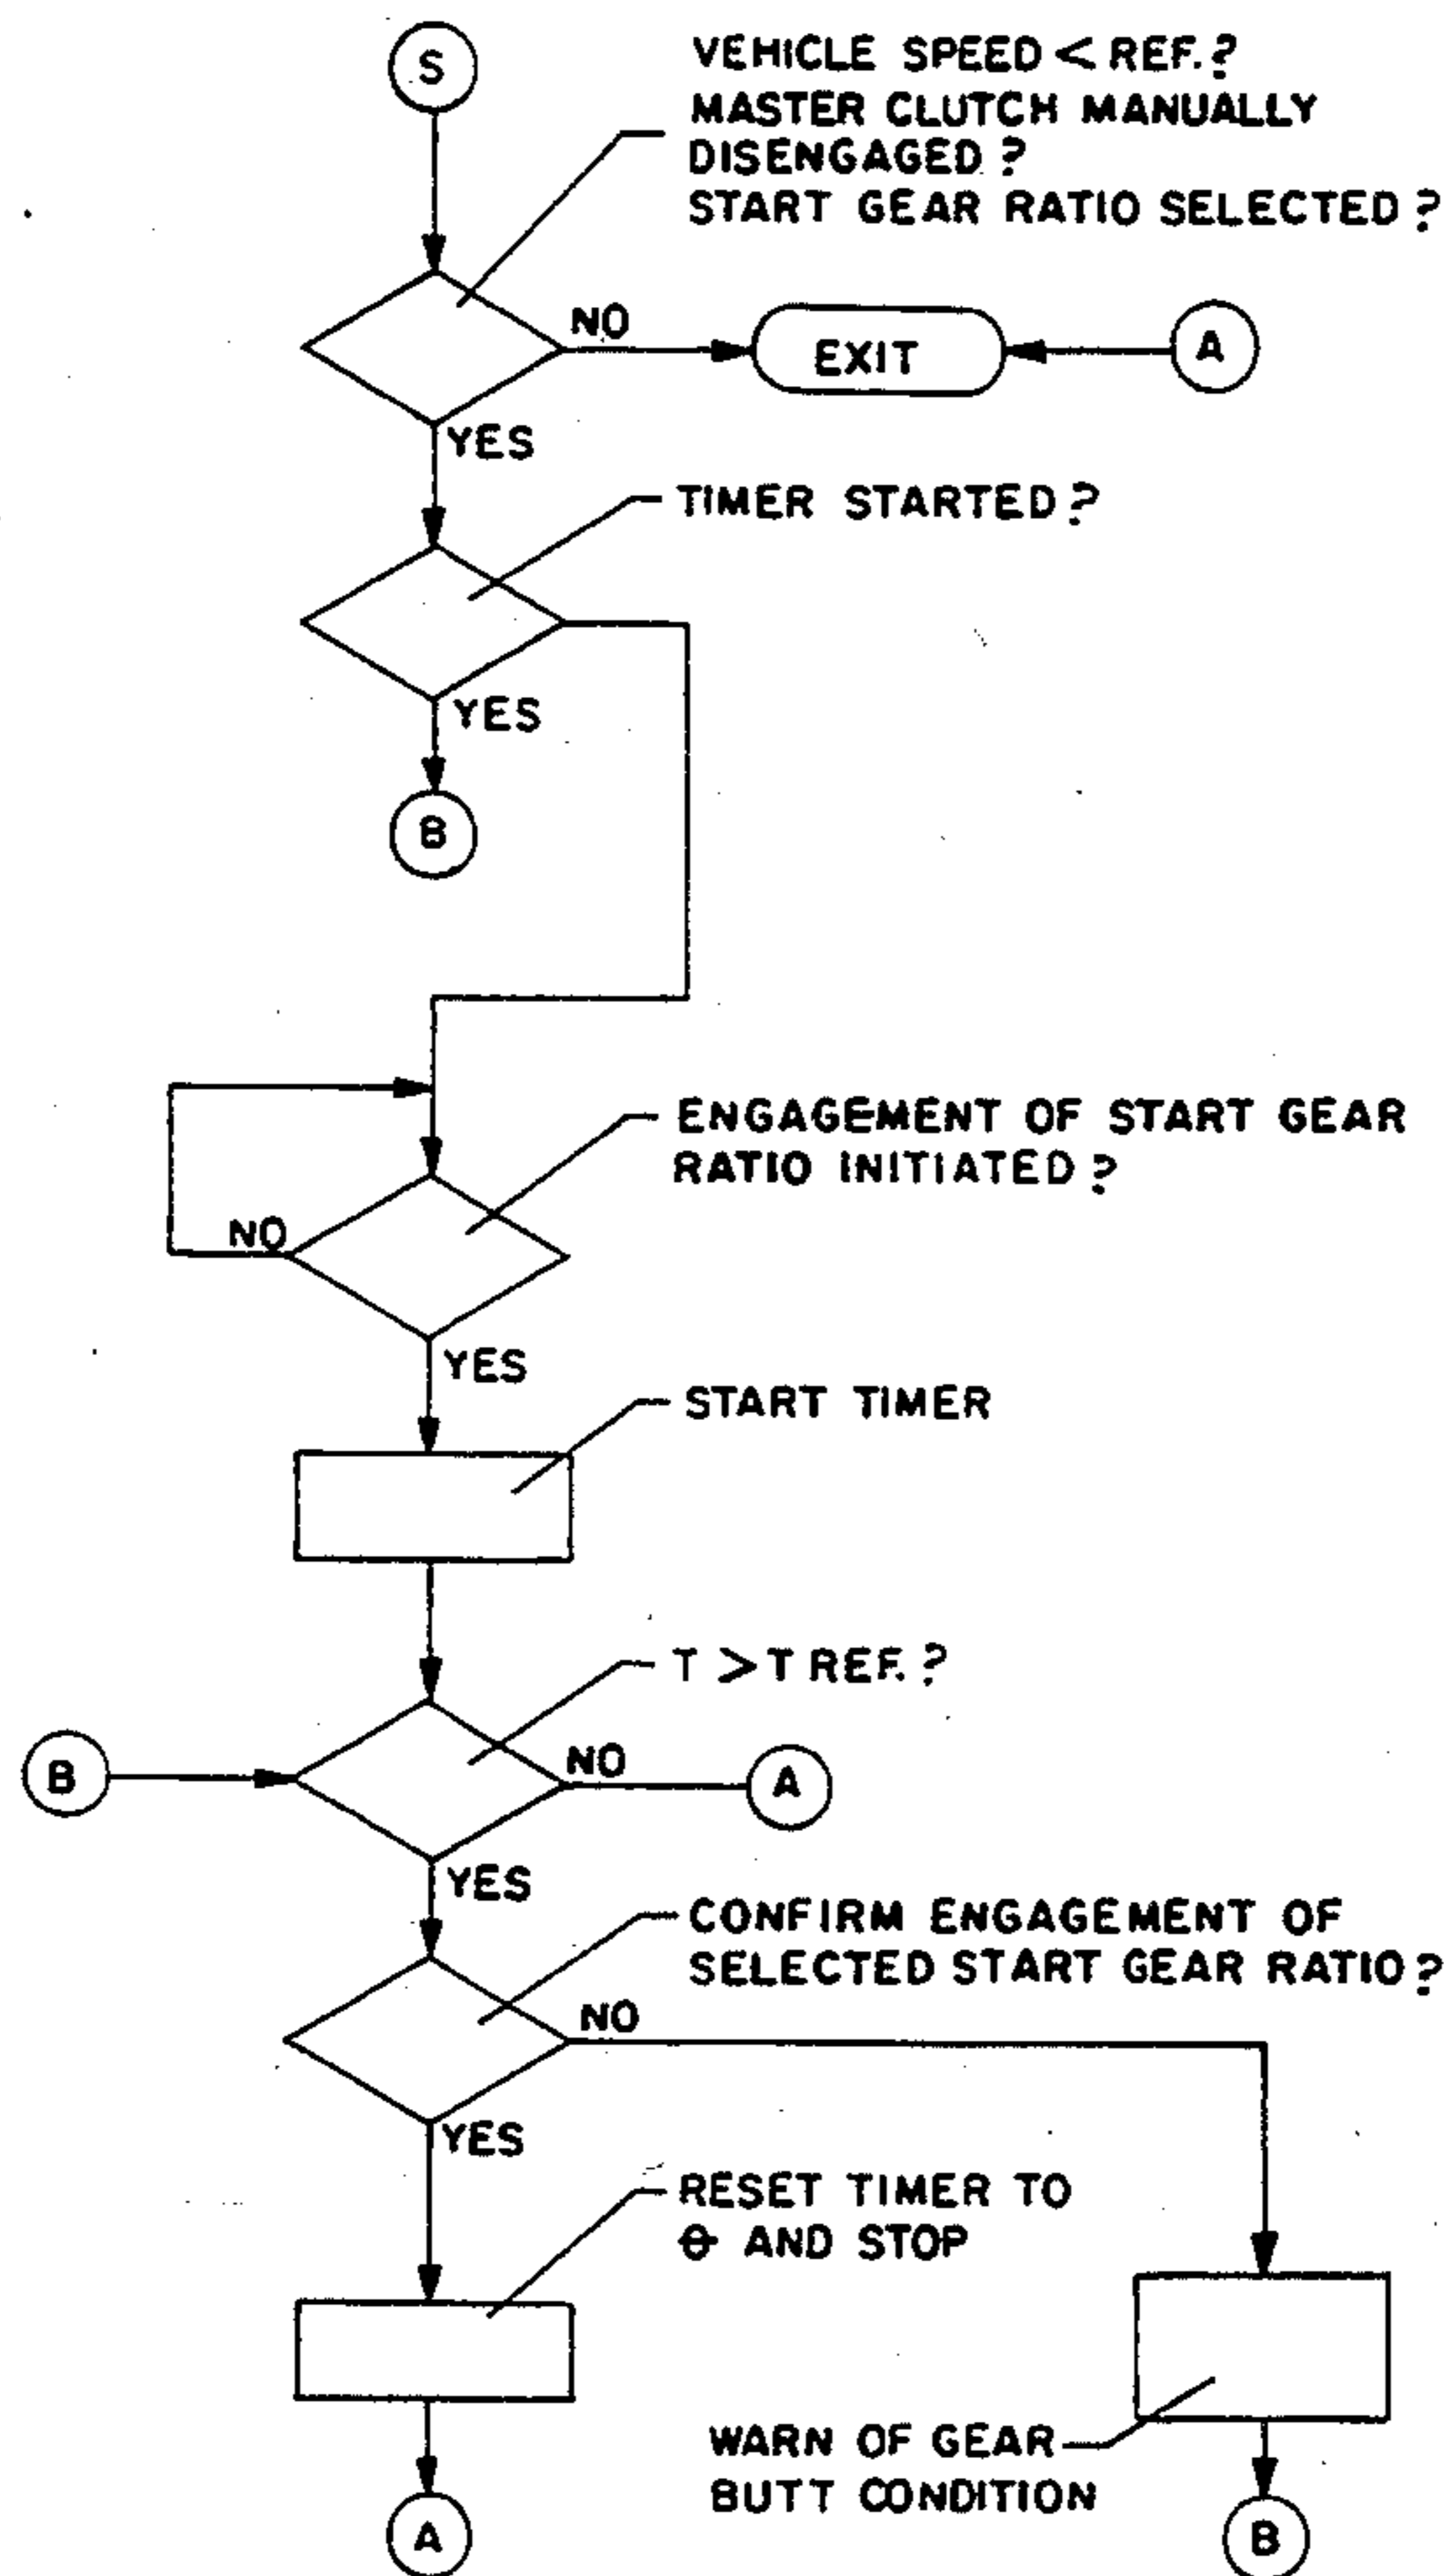 S
VEHICLE SPEED < REF.?
MASTER CLUTCH MANUALLY
DISENGAGED?
START GEAR RATIO SELECTED?
NO
EXIT
A
YES
TIMER STARTED?
YES
B
ENGAGEMENT OF START GEAR
RATIO INITIATED?
NO
YES
START TIMER
T > T REF.?
B
NO
A
YES
CONFIRM ENGAGEMENT OF
SELECTED START GEAR RATIO?
NO
YES
RESET TIMER TO
θ AND STOP
WARN OF GEAR
BUTT CONDITION
A
B